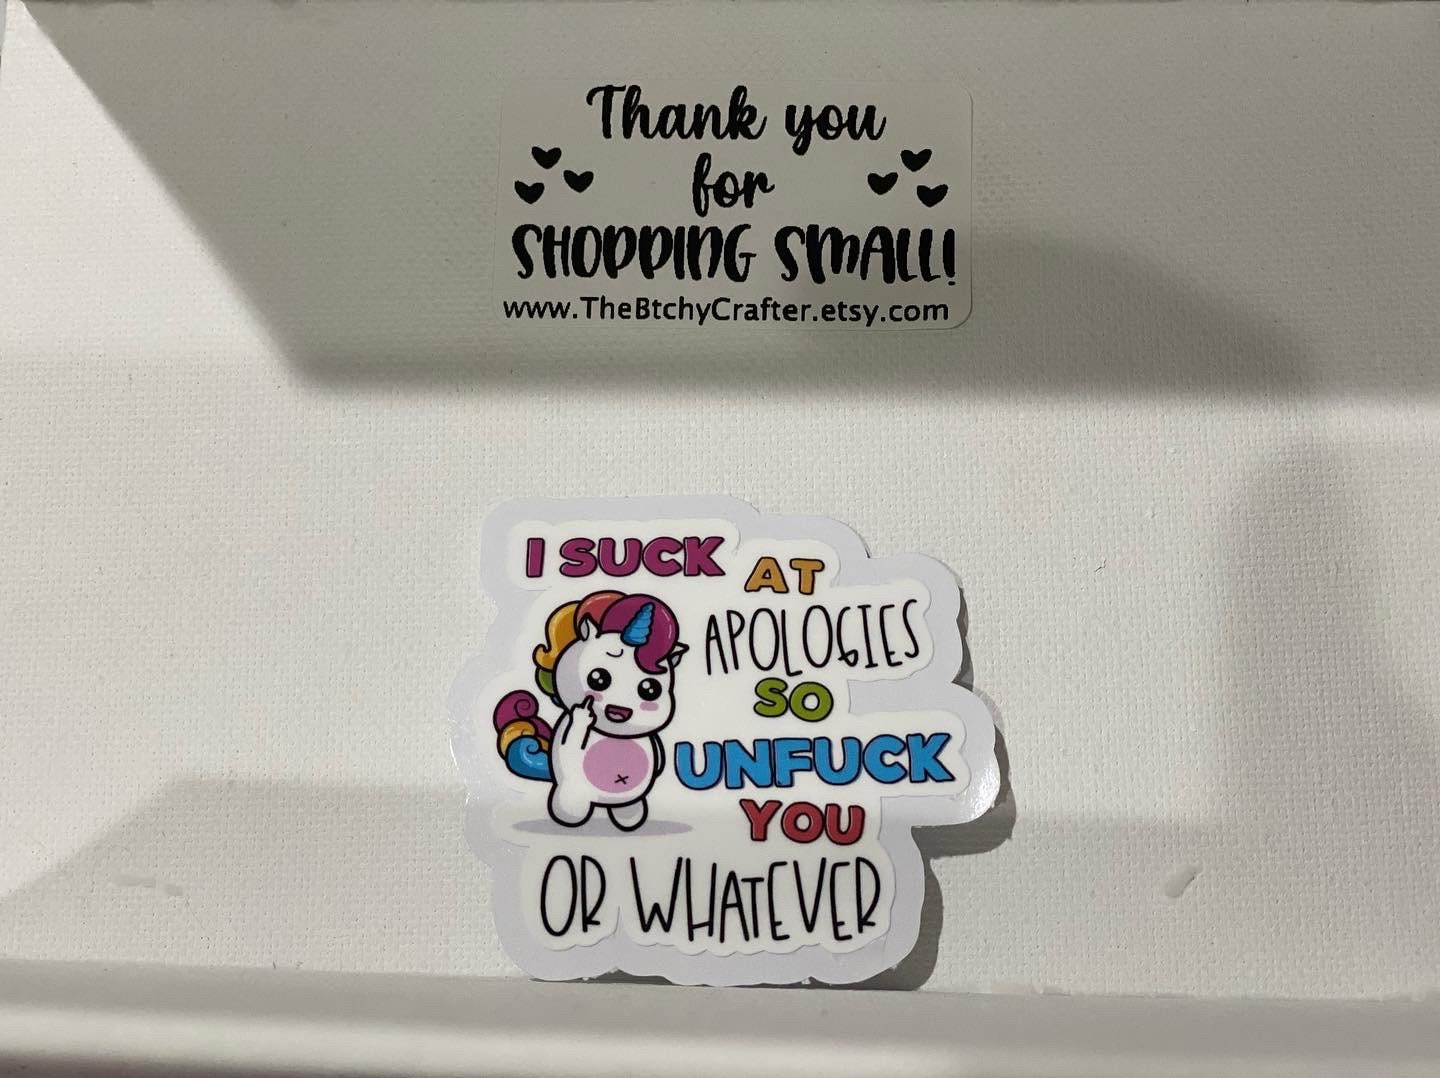 Thank you
for
SHOPPING SMALL!
www.TheBtchyCrafter.etsy.com
I SUCK AT
APOLOGIES
SO
UNFUCK
YOU
OR WHATEVER